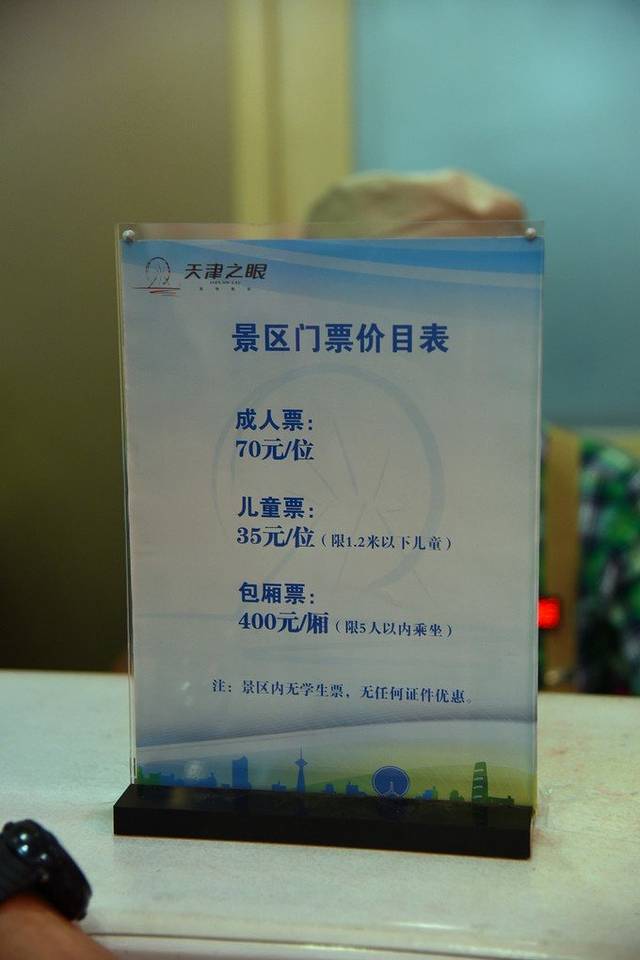 天津之眼
景区门票价目表
成人票：
70元/位
儿童票：
35元/位（限1.2米以下儿童）
包厢票：
400元/厢（限5人以内乘坐）
注：景区内无学生票、无任何证件优惠。